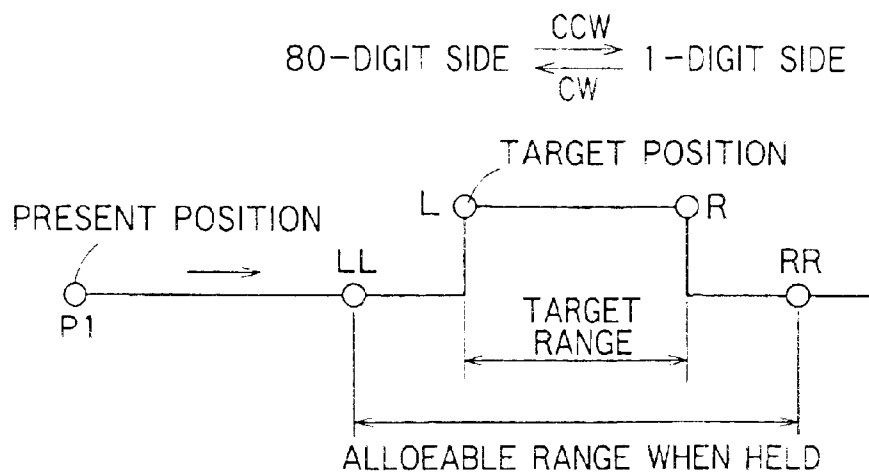 CCW
80-DIGIT SIDE 1-DIGIT SIDE
CW
TARGET POSITION
L R
PRESENT POSITION
LL RR
P1
TARGET
RANGE
ALLOEABLE RANGE WHEN HELD